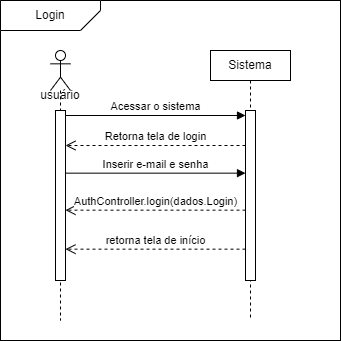 Login
usuário
Sistema
Acessar o sistema
Retorna tela de login
Inserir e-mail e senha
AuthController.login(dados.Login)
retorna tela de início